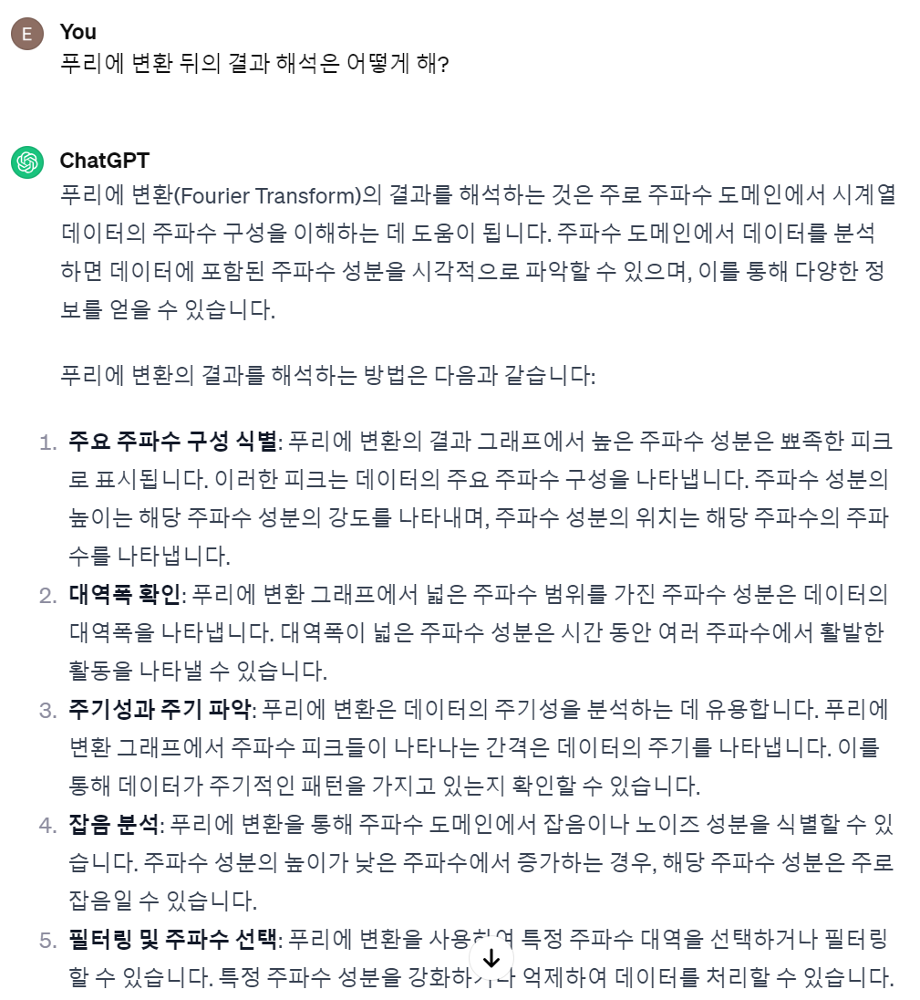 E You
푸리에 변환 뒤의 결과 해석은 어떻게 해?
ChatGPT
푸리에 변환(Fourier Transform)의 결과를 해석하는 것은 주로 주파수 도메인에서 시계열
데이터의 주파수 구성을 이해하는 데 도움이 됩니다. 주파수 도메인에서 데이터를 분석
하면 데이터에 포함된 주파수 성분을 시각적으로 파악할 수 있으며, 이를 통해 다양한 정
보를 얻을 수 있습니다.
푸리에 변환의 결과를 해석하는 방법은 다음과 같습니다:
1. 주요 주파수 구성 식별: 푸리에 변환의 결과 그래프에서 높은 주파수 성분은 뾰족한 피크
로 표시됩니다. 이러한 피크는 데이터의 주요 주파수 구성을 나타냅니다. 주파수 성분의
높이는 해당 주파수 성분의 강도를 나타내며, 주파수 성분의 위치는 해당 주파수의 주파
수를 나타냅니다.
2. 대역폭 확인: 푸리에 변환 그래프에서 넓은 주파수 범위를 가진 주파수 성분은 데이터의
대역폭을 나타냅니다. 대역폭이 넓은 주파수 성분은 시간 동안 여러 주파수에서 활발한
활동을 나타낼 수 있습니다.
3. 주기성과 주기 파악: 푸리에 변환은 데이터의 주기성을 분석하는 데 유용합니다. 푸리에
변환 그래프에서 주파수 피크들이 나타나는 간격은 데이터의 주기를 나타냅니다. 이를
통해 데이터가 주기적인 패턴을 가지고 있는지 확인할 수 있습니다.
4. 잡음 분석: 푸리에 변환을 통해 주파수 도메인에서 잡음이나 노이즈 성분을 식별할 수 있
습니다. 주파수 성분의 높이가 낮은 주파수에서 증가하는 경우, 해당 주파수 성분은 주로
잡음일 수 있습니다.
5. 필터링 및 주파수 선택: 푸리에 변환을 사용하여 특정 주파수 대역을 선택하거나 필터링
할 수 있습니다. 특정 주파수 성분을 강화하거나 억제하여 데이터를 처리할 수 있습니다.